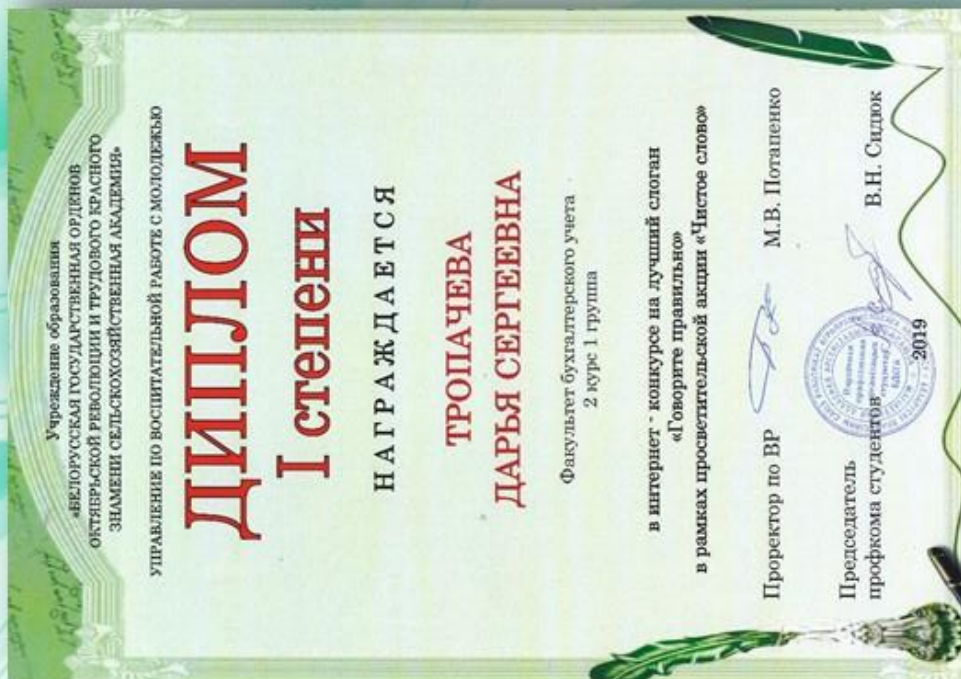 Учреждение образования
«БЕЛОРУССКАЯ ГОСУДАРСТВЕННАЯ ОРДЕНОВ
ОКТЯБРЬСКОЙ РЕВОЛЮЦИИ И ТРУДОВОГО КРАСНОГО
ЗНАМЕНИ СЕЛЬСКОХОЗЯЙСТВЕННАЯ АКАДЕМИЯ»
УПРАВЛЕНИЕ ПО ВОСПИТАТЕЛЬНОЙ РАБОТЕ С МОЛОДЕЖЬЮ
ДИПЛОМ
I степени
НАГРАЖДАЕТСЯ
ТРОПАЧЕВА
ДАРЬЯ СЕРГЕЕВНА
Факультет бухгалтерского учета
2 курс 1 группа
в интернет - конкурсе на лучший слоган
«Говорите правильно»
в рамках просветительской акции «Чистое слово»
Проректор по ВР М.В. Потапенко
Председатель
профкома студентов В.Н. Сидюк
2019